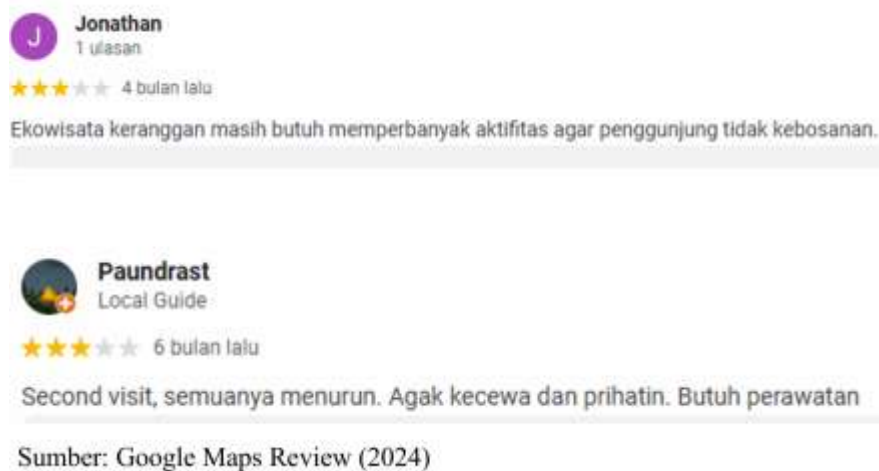 J
Jonathan
1 ulasan
4 bulan lalu
Ekowisata keranggan masih butuh memperbanyak aktifitas agar penggunjung tidak kebosanan.
Paundrast
Local Guide
6 bulan lalu
Second visit, semuanya menurun. Agak kecewa dan prihatin. Butuh perawatan
Sumber: Google Maps Review (2024)